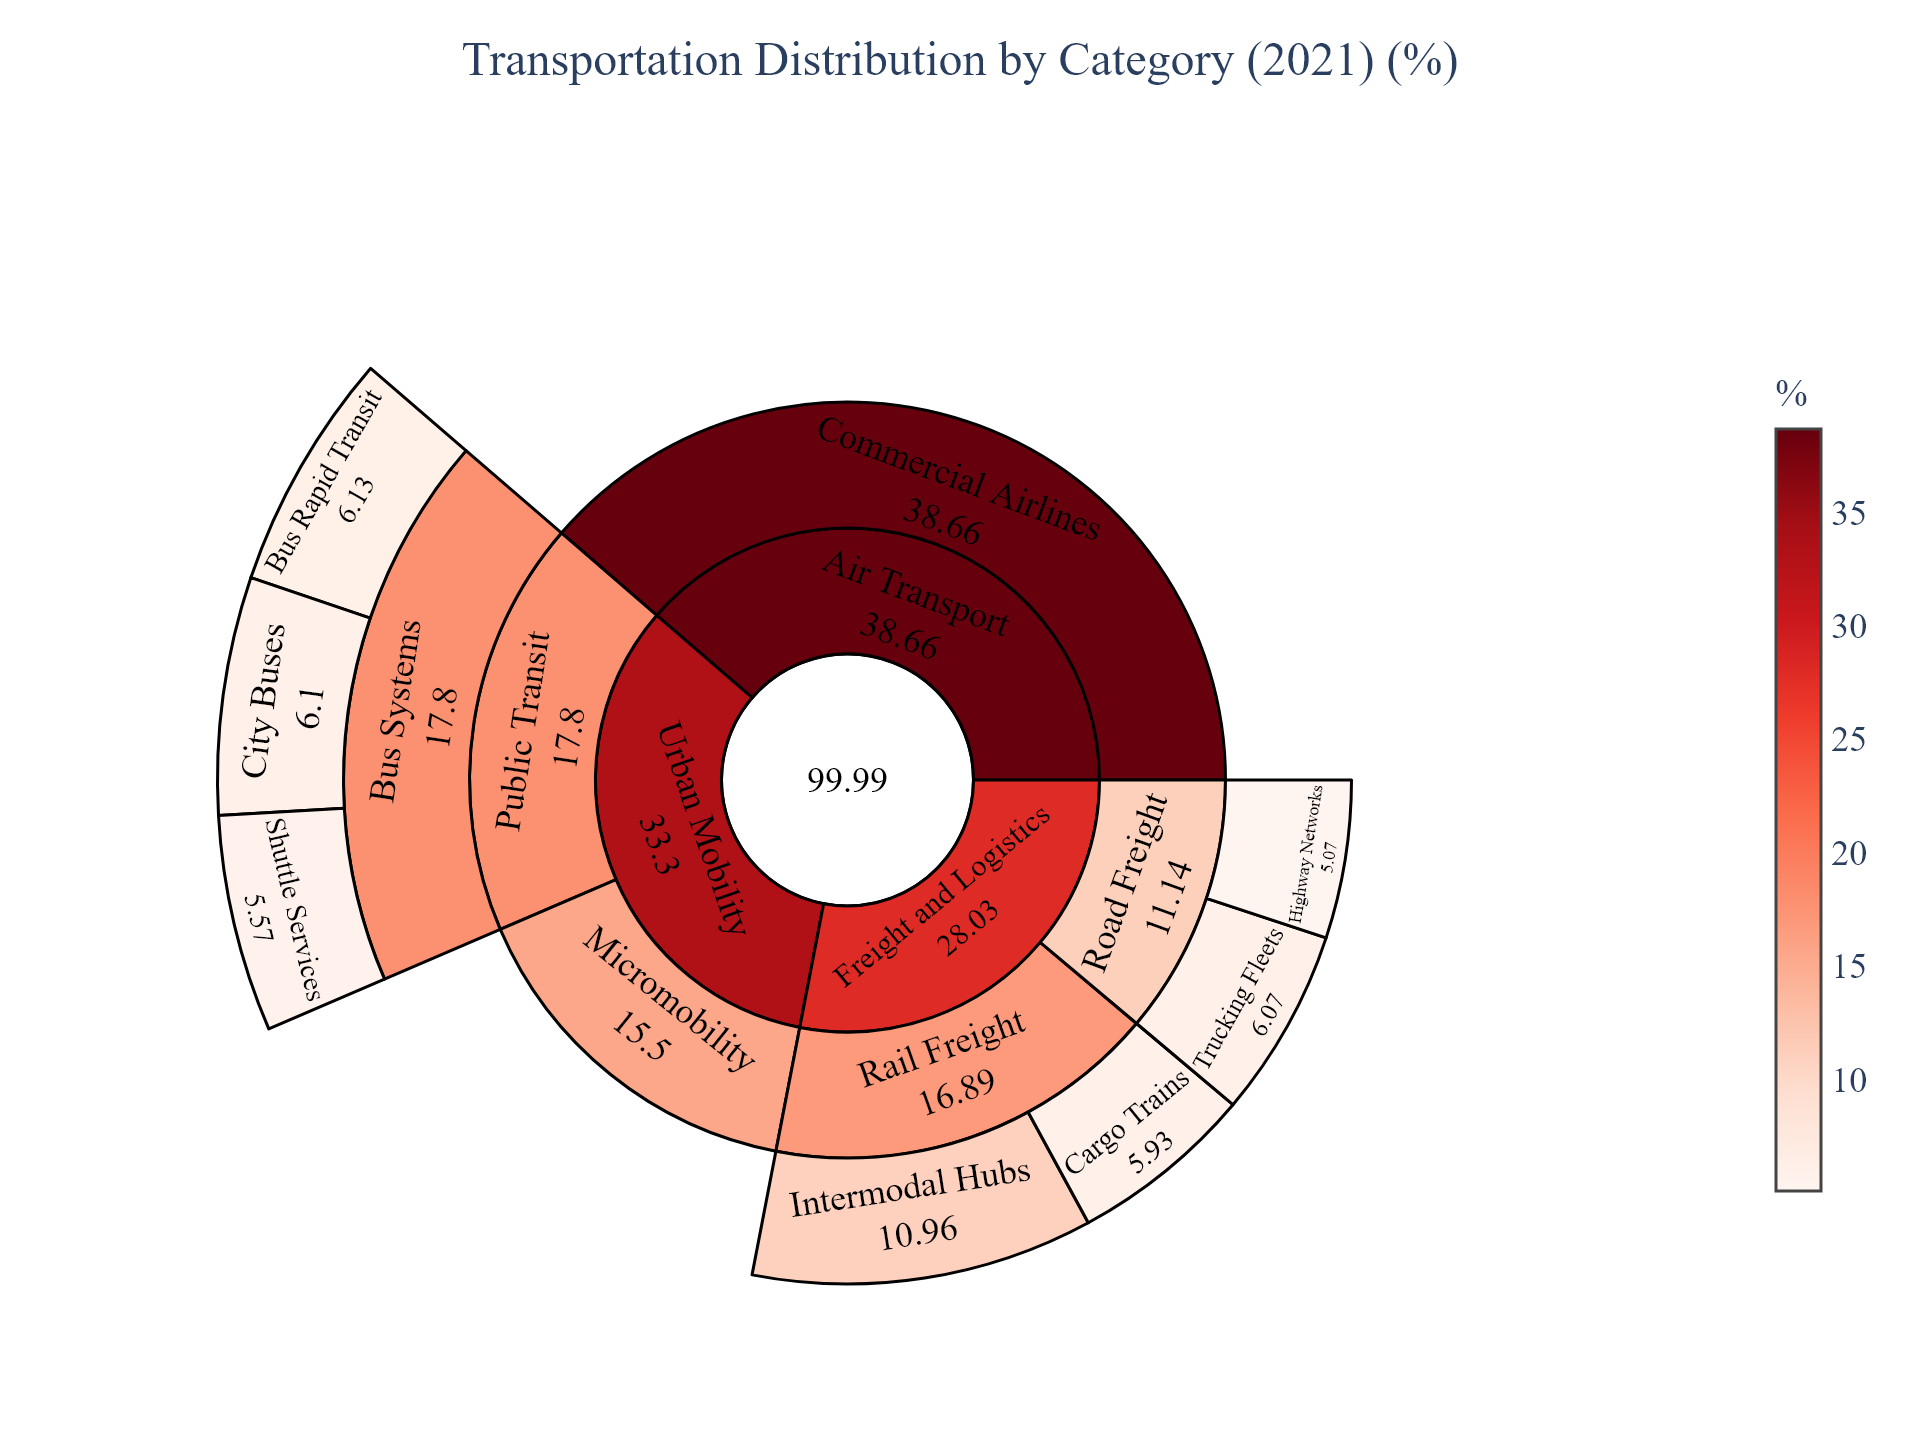 Transportation Distribution by Category (2021) (%)
Commercial Airlines
38.66
Air Transport
38.66
Bus Rapid Transit
6.13
City Buses
6.1
Shuttle Services
5.57
Bus Systems
17.8
Public Transit
17.8
Urban Mobility
33.3
99.99
Micromobility
15.5
Freight and Logistics
28.03
Road Freight
11.14
Highway Networks
5.07
Trucking Fleets
6.07
Rail Freight
16.89
Cargo Trains
5.93
Intermodal Hubs
10.96
%
35
30
25
20
15
10